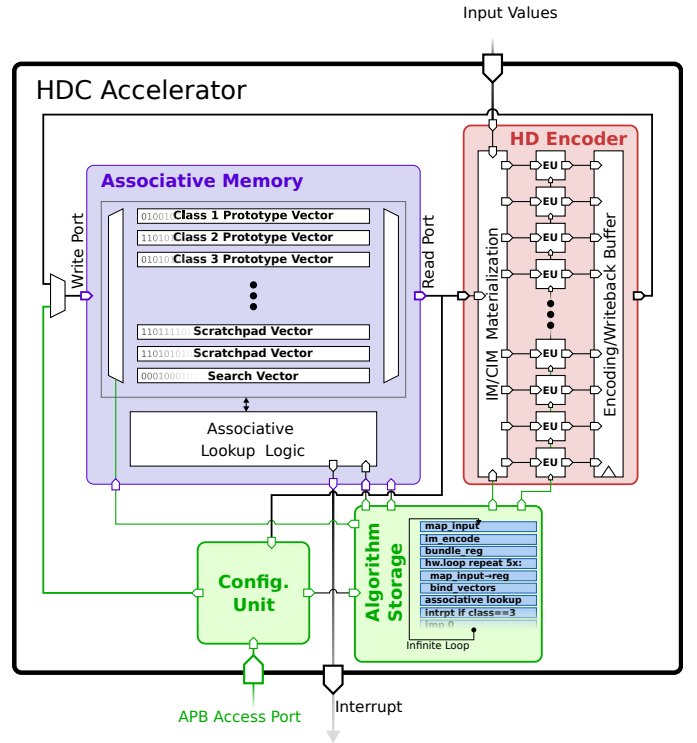 Input Values
HDC Accelerator
HD Encoder
Associative Memory
Write Port
Read Port
Class 1 Prototype Vector
Class 2 Prototype Vector
Class 3 Prototype Vector
Scratchpad Vector
Scratchpad Vector
Search Vector
Associative
Lookup Logic
IM/CIM Materialization
EU
EU
EU
EU
EU
EU
EU
EU
Encoding/Writeback Buffer
Config.
Unit
Algorithm
Storage
map_input
im_encode
bundle_reg
hw.loop repeat 5x:
map_input→reg
bind_vectors
associative lookup
intrpt if class==3
jmp 0
Infinite Loop
APB Access Port
Interrupt